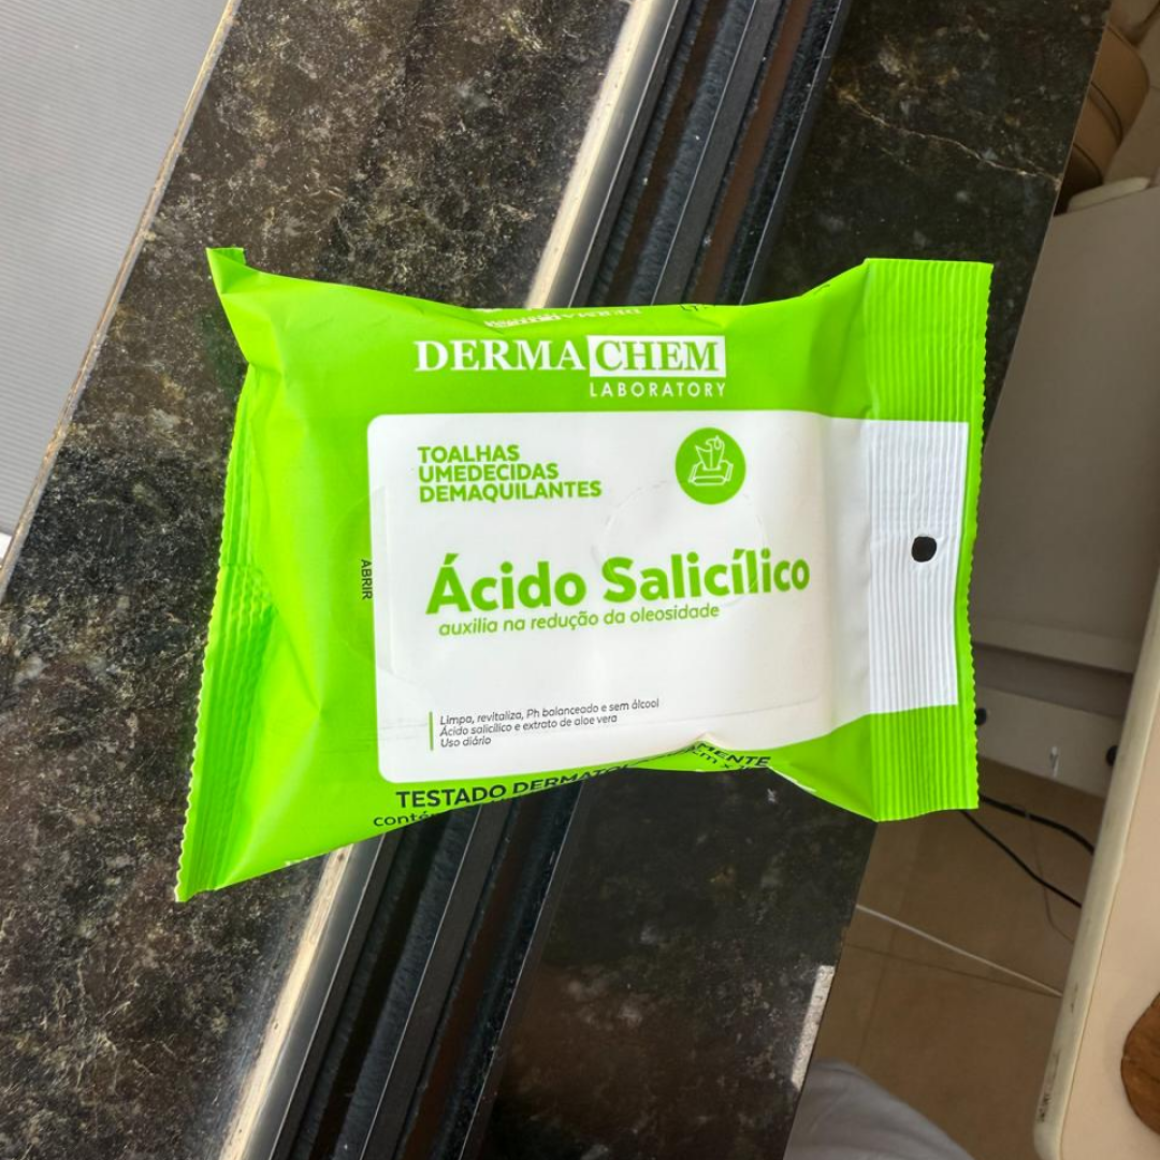 DERMACHEM
LABORATORY
TOALHAS
UMEDECIDAS
DEMAQUILANTES
Ácido Salicílico
auxilia na redução da oleosidade
ABRIR
Limpa, revitaliza, Ph balanceado e sem álcool
Ácido salicílico e extrato de aloe vera
Uso diário
TESTADO